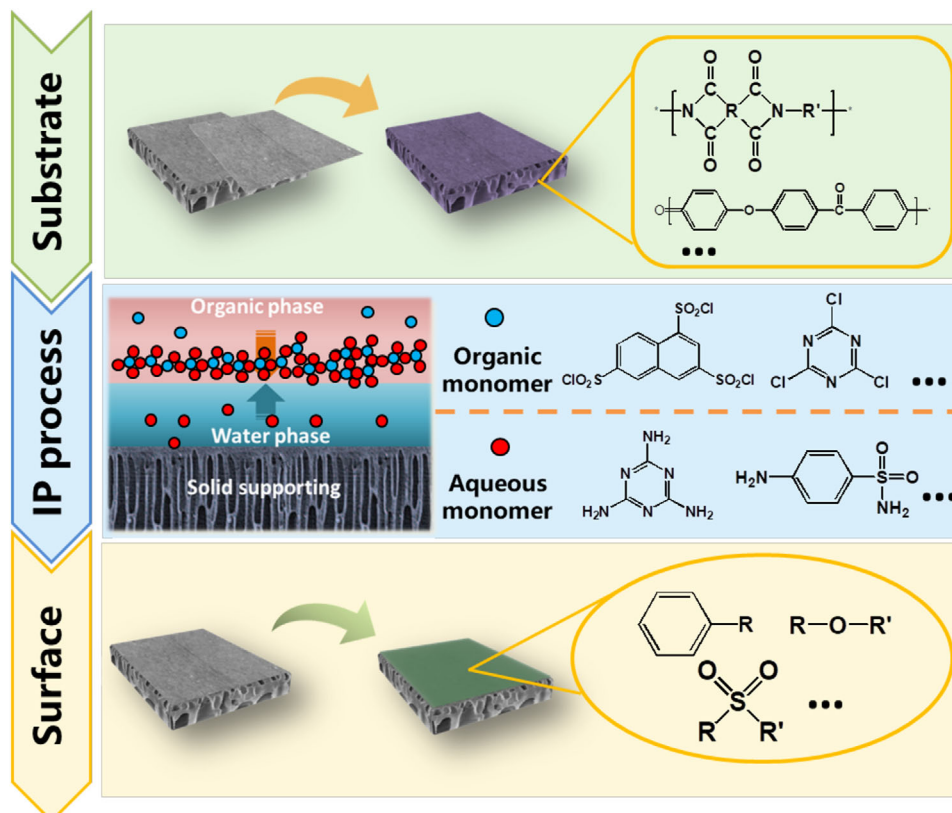 Substrate
O O
* N R N R' *
O O
O
O O C *
...
IP process
Organic phase
Water phase
Solid supporting
Organic
monomer
SO₂Cl
ClO₂S SO₂Cl
Cl
N N
Cl N Cl
...
Aqueous
monomer
NH₂
N N
H₂N N NH₂
O
H₂N S O
NH₂
...
Surface
R
R O R'
O O
S
R R'
...